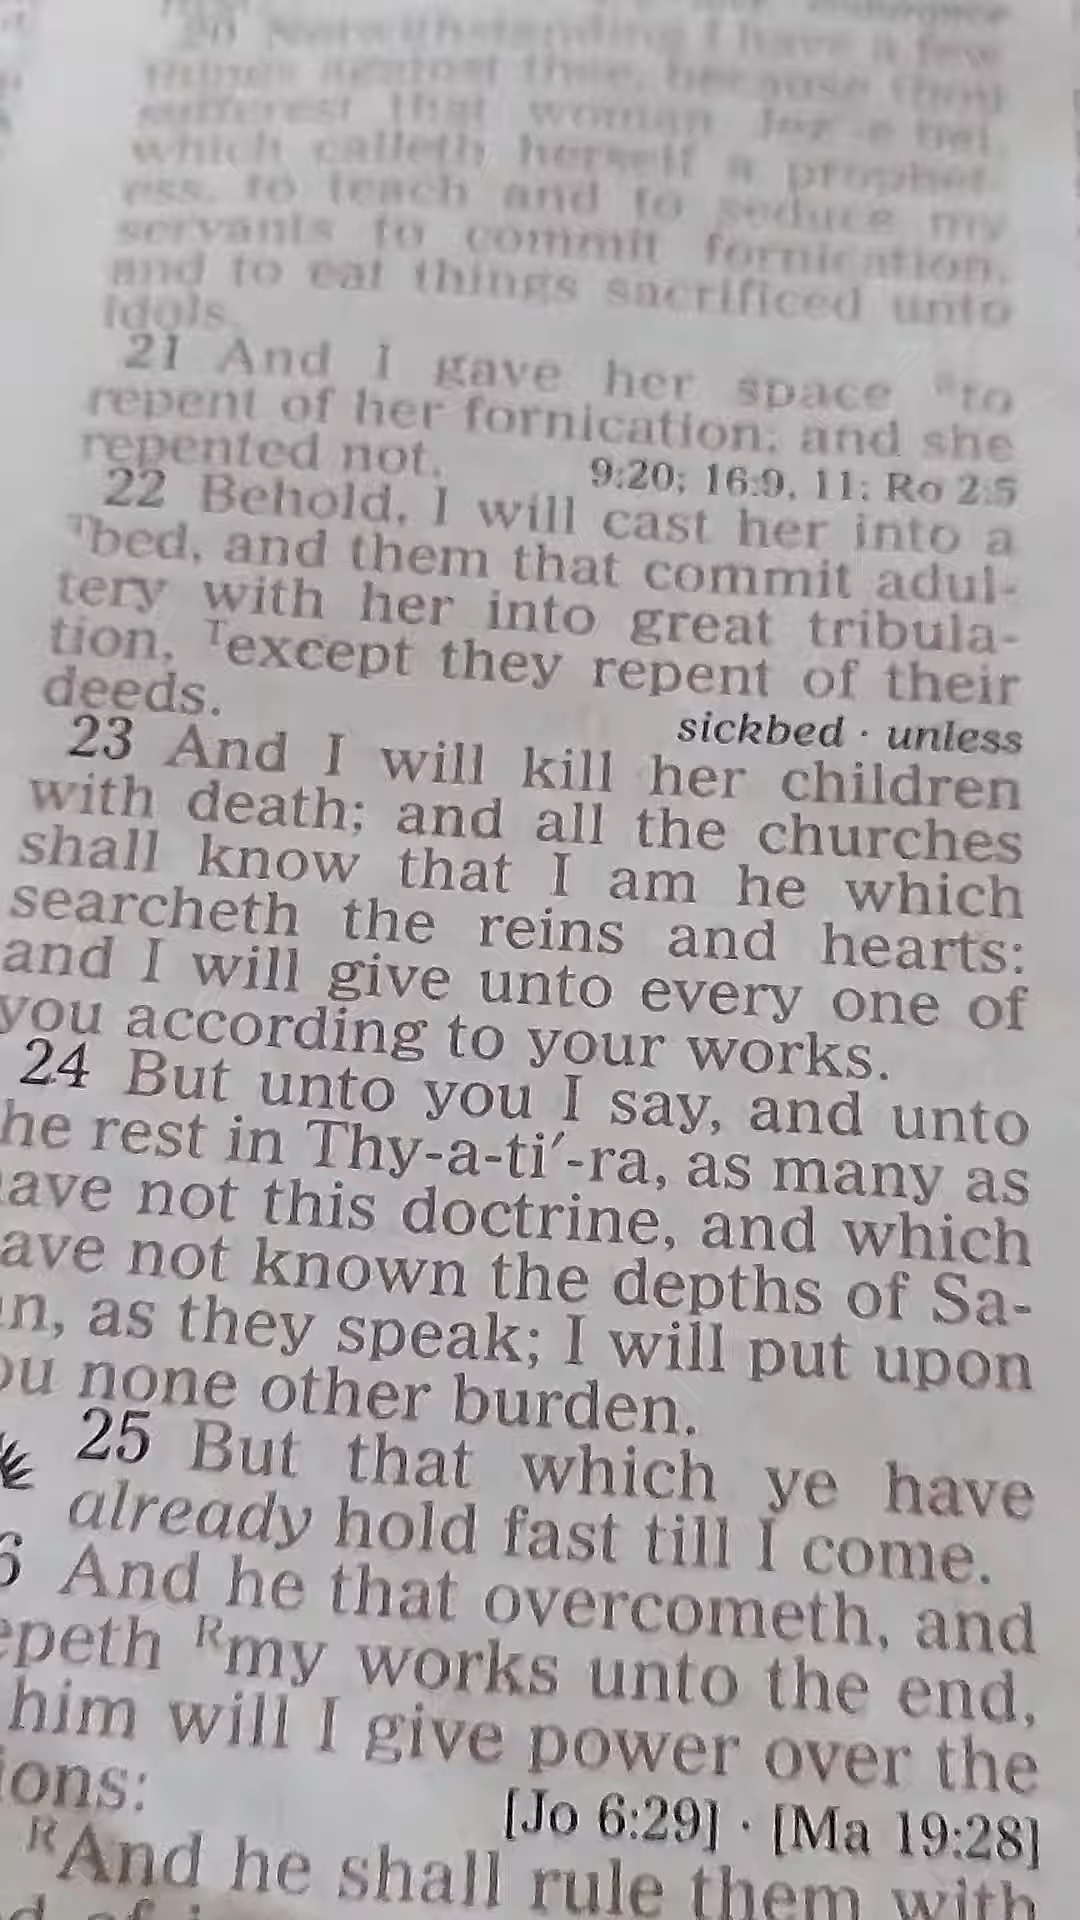 20 Notwithstanding I have a few
things against thee, because thou
sufferest that woman Jez-e-bel,
which calleth herself a prophet-
ess, to teach and to seduce my
servants to commit fornication,
and to eat things sacrificed unto
idols.
21 And I gave her space to
repent of her fornication; and she
repented not. 9:20; 16:9, 11; Ro 2:5
22 Behold, I will cast her into a
Tbed, and them that commit adul-
tery with her into great tribula-
tion, Texcept they repent of their
deeds. sickbed · unless
23 And I will kill her children
with death; and all the churches
shall know that I am he which
searcheth the reins and hearts:
and I will give unto every one of
you according to your works.
24 But unto you I say, and unto
he rest in Thy-a-ti′-ra, as many as
ave not this doctrine, and which
ave not known the depths of Sa-
n, as they speak; I will put upon
ou none other burden.
25 But that which ye have
already hold fast till I come.
6 And he that overcometh, and
epeth Rmy works unto the end,
him will I give power over the
ions: [Jo 6:29] · [Ma 19:28]
RAnd he shall rule them with